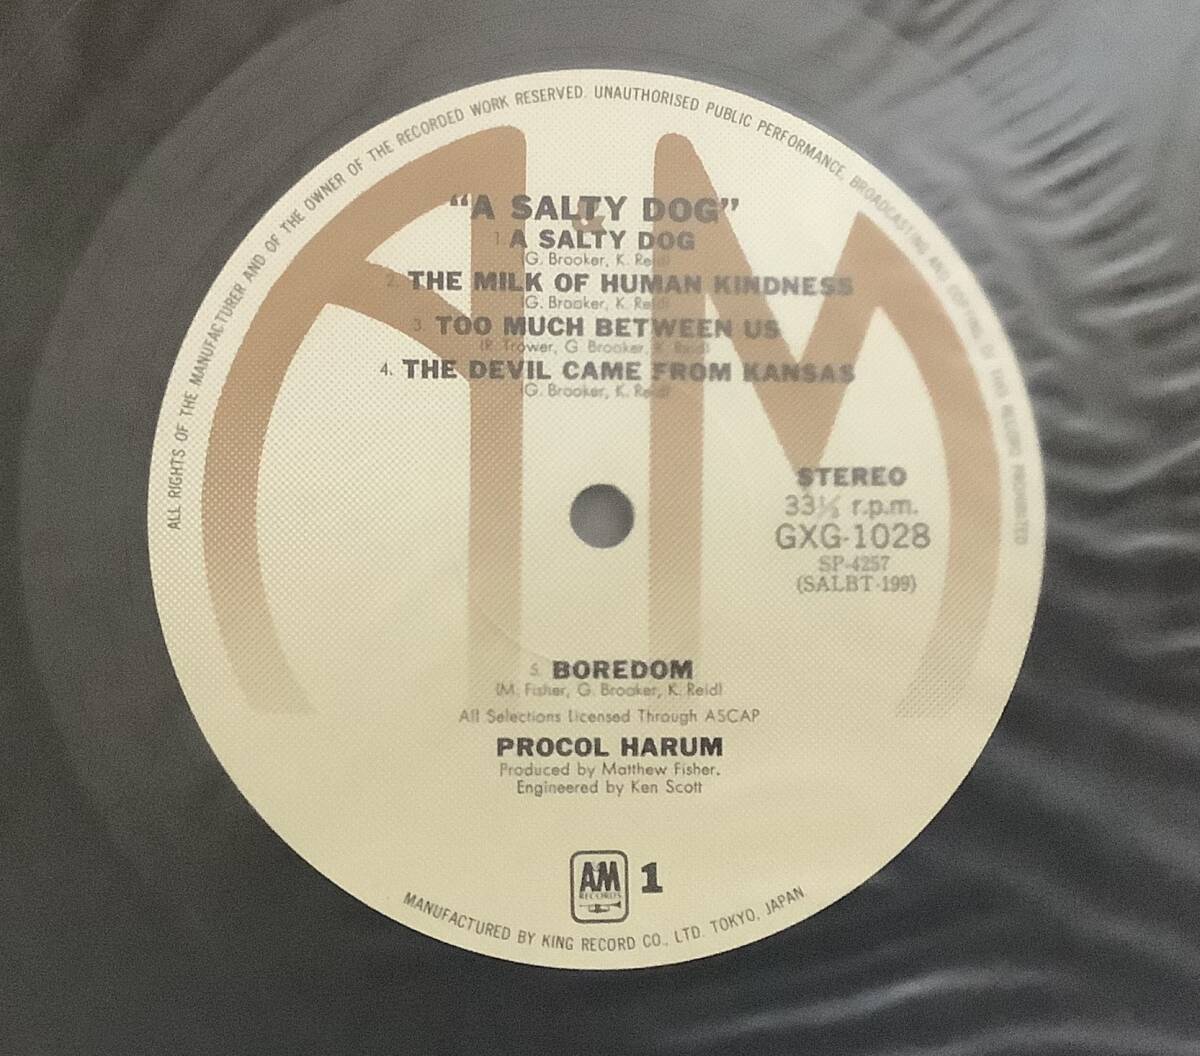 ALL RIGHTS OF THE MANUFACTURER AND OF THE OWNER OF THE RECORDED WORK RESERVED. UNAUTHORISED PUBLIC PERFORMANCE, BROADCASTING AND COPYING OF THIS RECORD PROHIBITED
"A SALTY DOG"
1. A SALTY DOG
(G. Brooker, K. Reid)
2. THE MILK OF HUMAN KINDNESS
(G. Brooker, K. Reid)
3. TOO MUCH BETWEEN US
(R. Trower, G. Brooker, K. Reid)
4. THE DEVIL CAME FROM KANSAS
(G. Brooker, K. Reid)
STEREO
33⅓ r.p.m.
GXG-1028
SP-4257
(SALBT-199)
5. BOREDOM
(M. Fisher, G. Brooker, K. Reid)
All Selections Licensed Through ASCAP
PROCOL HARUM
Produced by Matthew Fisher.
Engineered by Ken Scott
A&M
RECORDS
1
MANUFACTURED BY KING RECORD CO., LTD. TOKYO, JAPAN